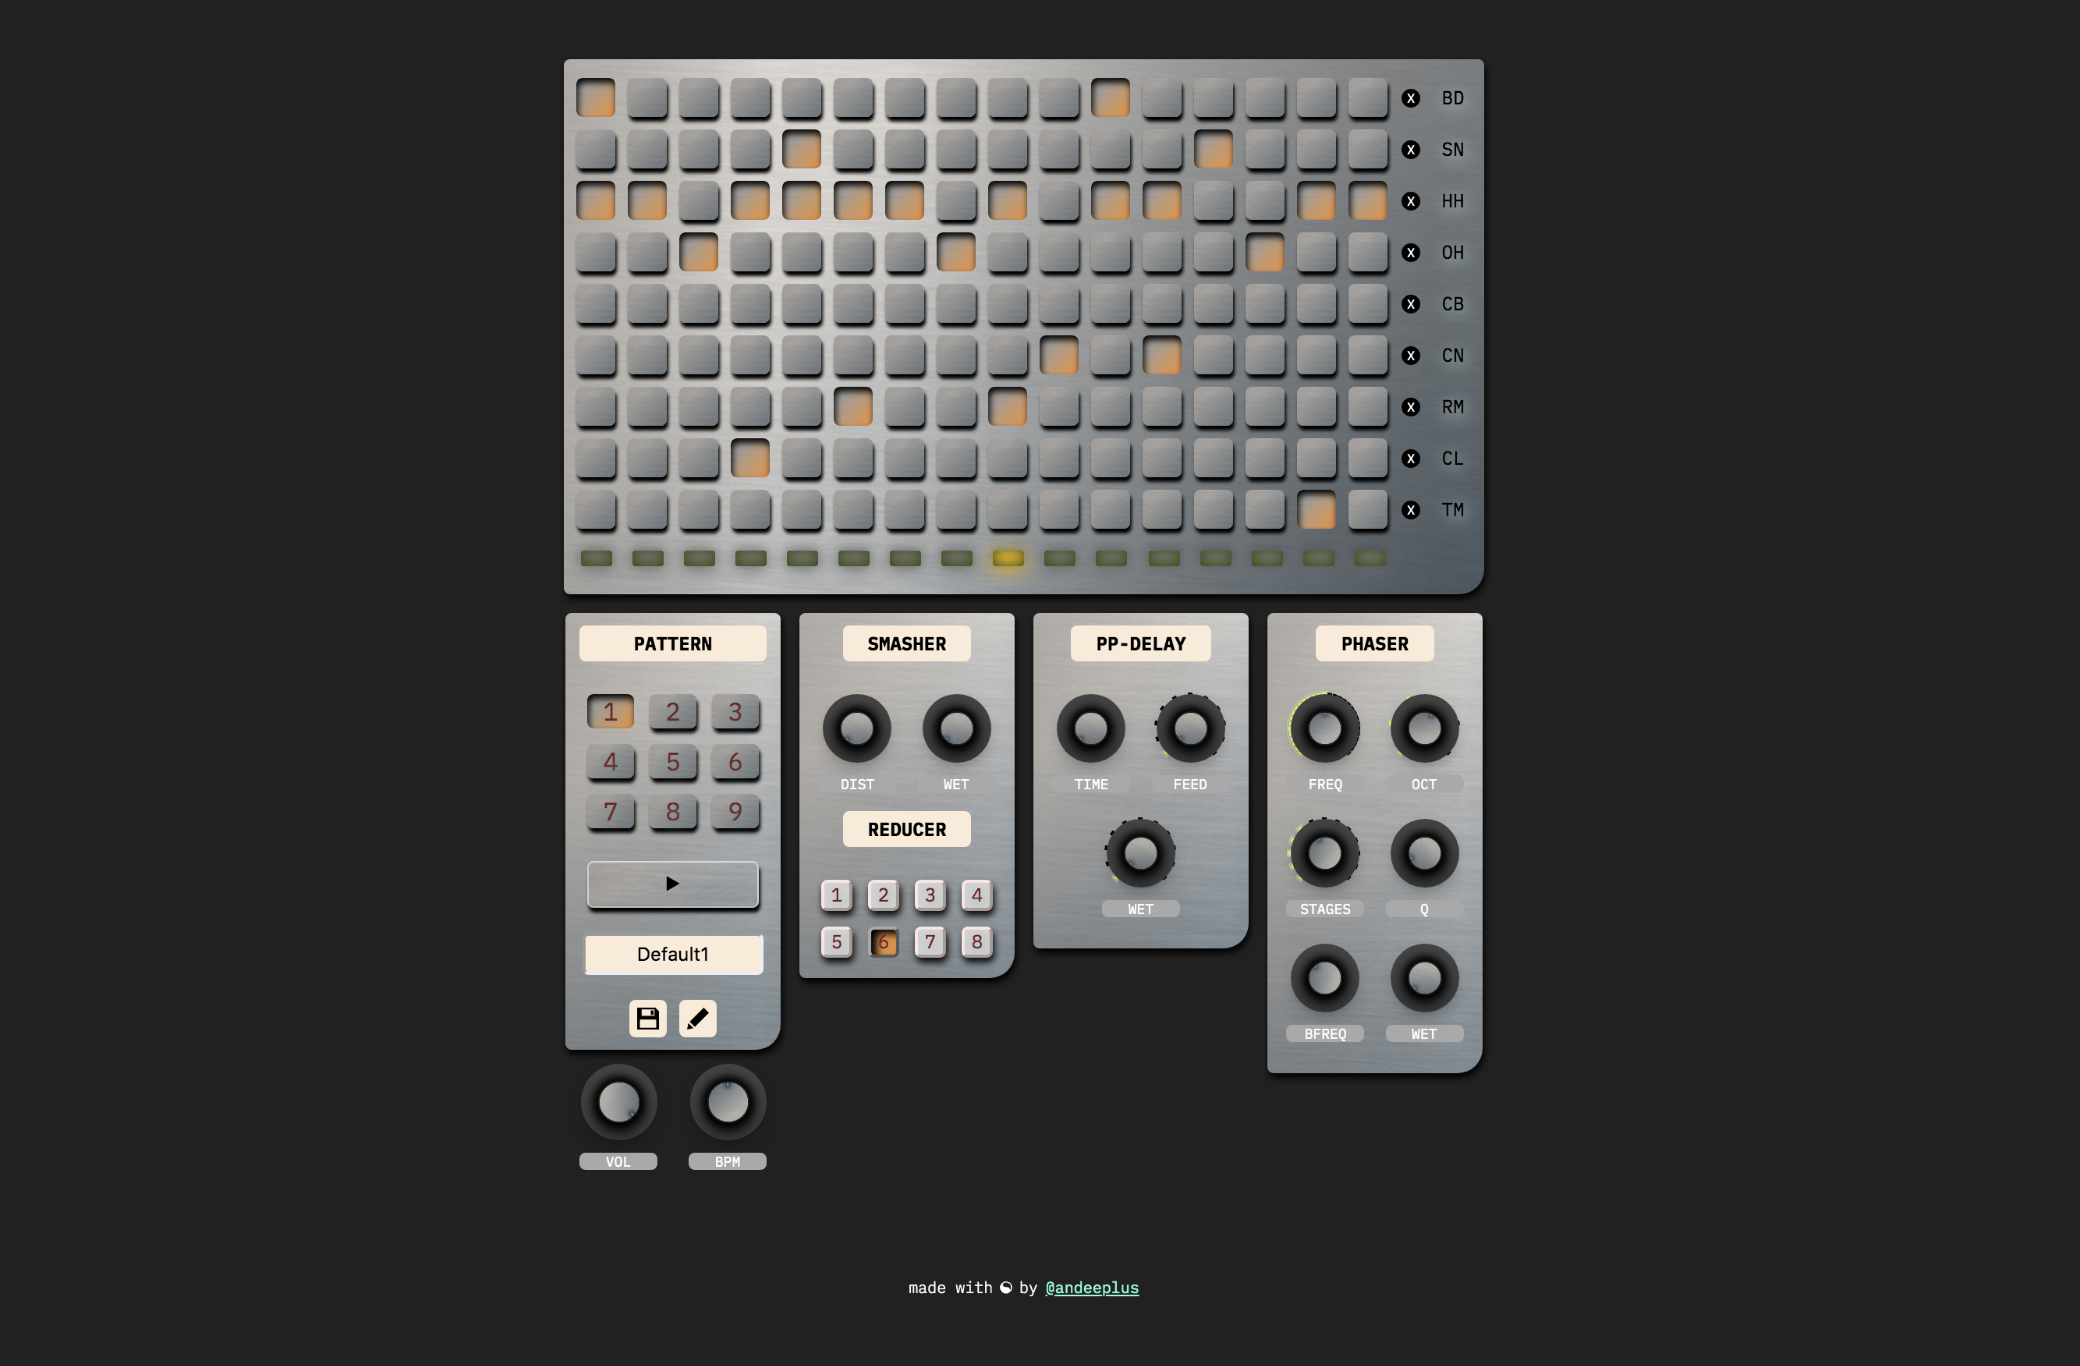 X BD
X SN
X HH
X OH
X CB
X CN
X RM
X CL
X TM
PATTERN
1 2 3
4 5 6
7 8 9
Default1
VOL BPM
SMASHER
DIST WET
REDUCER
1 2 3 4
5 6 7 8
PP-DELAY
TIME FEED
WET
PHASER
FREQ OCT
STAGES Q
BFREQ WET
made with by @andeeplus